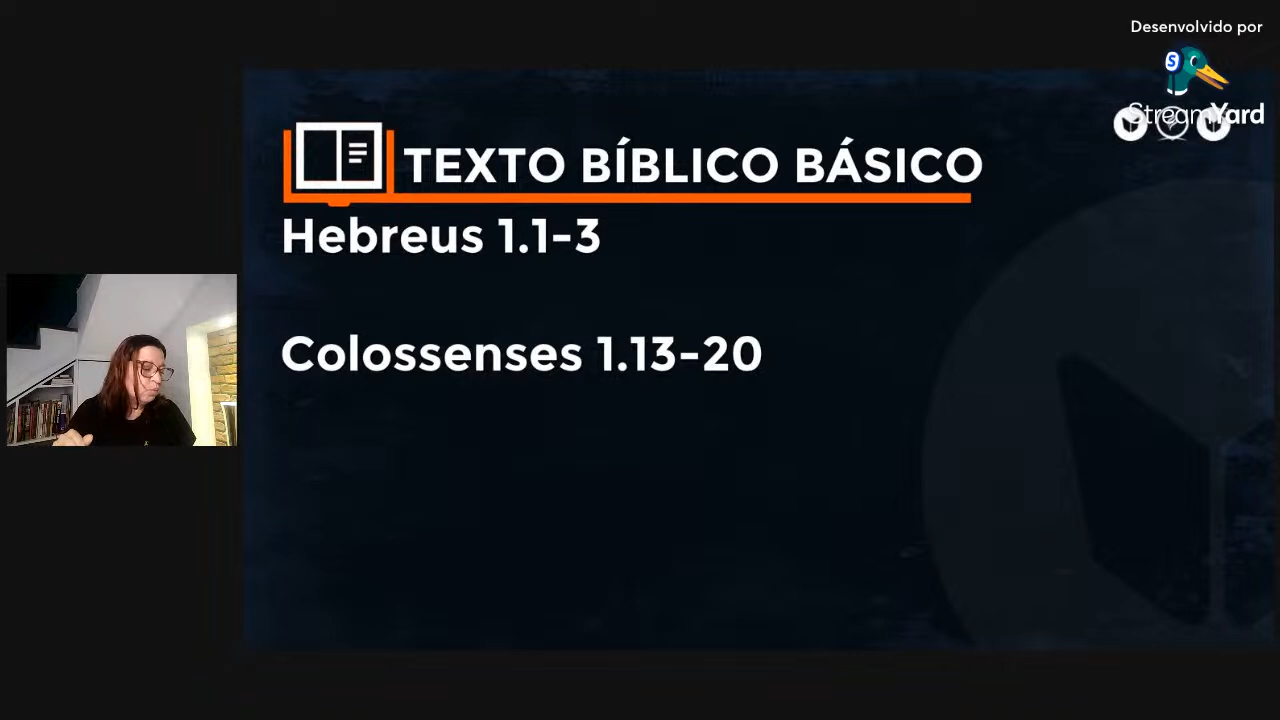 Desenvolvido por
StreamYard
TEXTO BÍBLICO BÁSICO
Hebreus 1.1-3
Colossenses 1.13-20